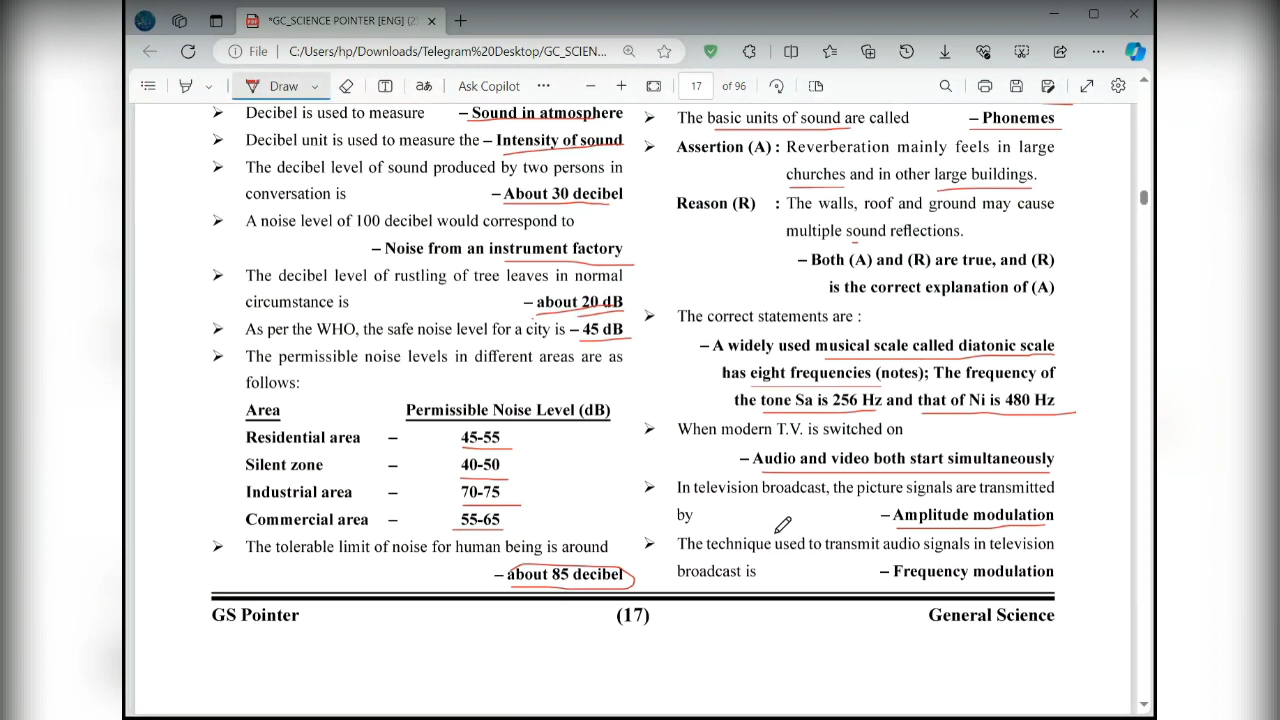 *GC_SCIENCE POINTER [ENG] (2
File
C:/Users/hp/Downloads/Telegram%20Desktop/GC_SCIEN...
Draw
aあ
Ask Copilot
17
of 96
➢ Decibel is used to measure – Sound in atmosphere
➢ Decibel unit is used to measure the – Intensity of sound
➢ The decibel level of sound produced by two persons in
conversation is – About 30 decibel
➢ A noise level of 100 decibel would correspond to
– Noise from an instrument factory
➢ The decibel level of rustling of tree leaves in normal
circumstance is – about 20 dB
➢ As per the WHO, the safe noise level for a city is – 45 dB
➢ The permissible noise levels in different areas are as
follows:
Area Permissible Noise Level (dB)
Residential area – 45-55
Silent zone – 40-50
Industrial area – 70-75
Commercial area – 55-65
➢ The tolerable limit of noise for human being is around
– about 85 decibel
➢ The basic units of sound are called – Phonemes
➢ Assertion (A) : Reverberation mainly feels in large
churches and in other large buildings.
Reason (R) : The walls, roof and ground may cause
multiple sound reflections.
– Both (A) and (R) are true, and (R)
is the correct explanation of (A)
➢ The correct statements are :
– A widely used musical scale called diatonic scale
has eight frequencies (notes); The frequency of
the tone Sa is 256 Hz and that of Ni is 480 Hz
➢ When modern T.V. is switched on
– Audio and video both start simultaneously
➢ In television broadcast, the picture signals are transmitted
by – Amplitude modulation
➢ The technique used to transmit audio signals in television
broadcast is – Frequency modulation
GS Pointer (17) General Science